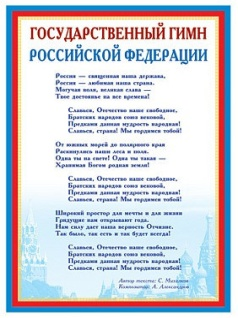 ГОСУДАРСТВЕННЫЙ ГИМН
РОССИЙСКОЙ ФЕДЕРАЦИИ
Россия — священная наша держава,
Россия — любимая наша страна.
Могучая воля, великая слава —
Твое достоянье на все времена!
Славься, Отечество наше свободное,
Братских народов союз вековой,
Предками данная мудрость народная!
Славься, страна! Мы гордимся тобой!
От южных морей до полярного края
Раскинулись наши леса и поля.
Одна ты на свете! Одна ты такая —
Хранимая Богом родная земля!
Славься, Отечество наше свободное,
Братских народов союз вековой,
Предками данная мудрость народная!
Славься, страна! Мы гордимся тобой!
Широкий простор для мечты и для жизни
Грядущие нам открывают года.
Нам силу дает наша верность Отчизне.
Так было, так есть и так будет всегда!
Славься, Отечество наше свободное,
Братских народов союз вековой,
Предками данная мудрость народная!
Славься, страна! Мы гордимся тобой!
Автор текста: С. Михалков
Композитор: А. Александров